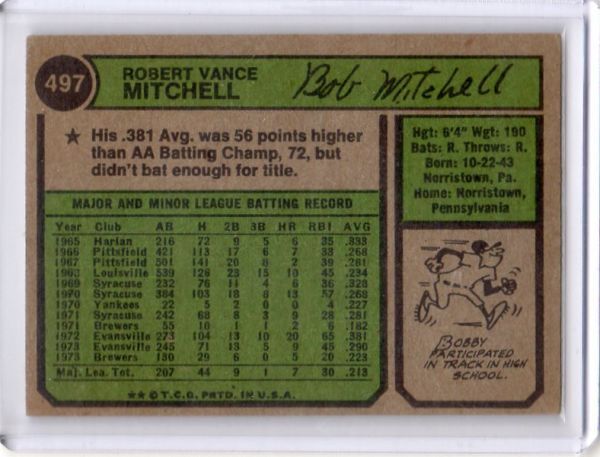 497
ROBERT VANCE
MITCHELL
Bob Mitchell
★ His .381 Avg. was 56 points higher
than AA Batting Champ, 72, but
didn't bat enough for title.
Hgt: 6'4" Wgt: 190
Bats: R. Throws: R.
Born: 10-22-43
Norristown, Pa.
Home: Norristown,
Pennsylvania
MAJOR AND MINOR LEAGUE BATTING RECORD
Year Club AB H 2B 3B HR RBI AVG
1965 Harlan 216 72 9 5 6 35 .333
1966 Pittsfield 421 113 17 6 7 33 .268
1967 Pittsfield 501 141 20 8 2 39 .281
1968 Louisville 539 126 23 15 10 45 .234
1969 Syracuse 232 76 11 4 6 36 .328
1970 Syracuse 384 103 18 8 13 57 .268
1970 Yankees 22 5 2 0 0 4 .227
1971 Syracuse 242 68 8 3 9 28 .281
1971 Brewers 55 10 1 1 2 6 .182
1972 Evansville 273 104 13 10 20 65 .381
1973 Evansville 245 71 13 5 9 45 .290
1973 Brewers 130 29 6 0 5 20 .223
Maj. Lea. Tot. 207 44 9 1 7 30 .213
★★ © T.C.G. PRTD. IN U.S.A.
BOBBY
PARTICIPATED
IN TRACK IN HIGH
SCHOOL.